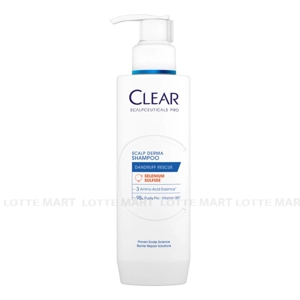 CLEAR
SCALPCEUTICALS PRO
SCALP DERMA
SHAMPOO
DANDRUFF RESCUE
SELENIUM
SULFIDE
3 Amino Acid Essence
LOTTE MART LOTTE MART LOTTE MART